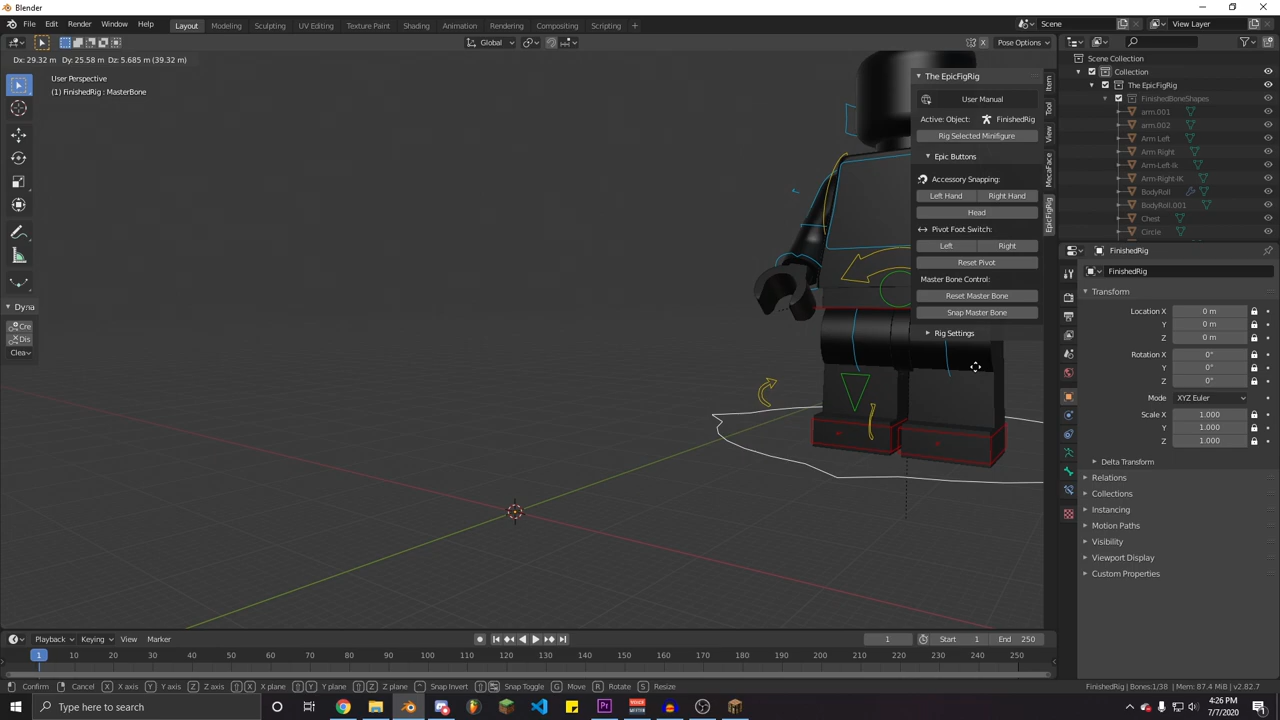 Blender
File Edit Render Window Help
Layout Modeling Sculpting UV Editing Texture Paint Shading Animation Rendering Compositing Scripting +
Scene View Layer
Global Pose Options
Dx: 29.32 m Dy: 25.58 m Dz: 5.685 m (39.32 m)
User Perspective
(1) FinishedRig : MasterBone
Dyna
Cre
Dis
Clea
The EpicFigRig
User Manual
Active: Object: FinishedRig
Rig Selected Minifigure
Epic Buttons
Accessory Snapping:
Left Hand Right Hand
Head
Pivot Foot Switch:
Left Right
Reset Pivot
Master Bone Control:
Reset Master Bone
Snap Master Bone
Rig Settings
Item
Tool
View
MecaFace
EpicFigRig
Scene Collection
Collection
The EpicFigRig
FinishedBoneShapes
arm.001
arm.002
Arm Left
Arm Right
Arm-Left-Ik
Arm-Right-IK
BodyRoll
BodyRoll.001
Chest
Circle
FinishedRig
FinishedRig
Transform
Location X 0 m
Y 0 m
Z 0 m
Rotation X 0°
Y 0°
Z 0°
Mode XYZ Euler
Scale X 1.000
Y 1.000
Z 1.000
Delta Transform
Relations
Collections
Instancing
Motion Paths
Visibility
Viewport Display
Custom Properties
Playback Keying View Marker
1 Start 1 End 250
1 10 20 30 40 50 60 70 80 90 100 110 120 130 140 150 160 170 180 190 200 210 220 230 240 250
Confirm Cancel X X axis Y Y axis Z Z axis X X plane Y Y plane Z Z plane Snap Invert Snap Toggle G Move R Rotate S Resize
FinishedRig | Bones:1/38 | Mem: 87.4 MiB | v2.82.7
Type here to search
4:26 PM
7/7/2020